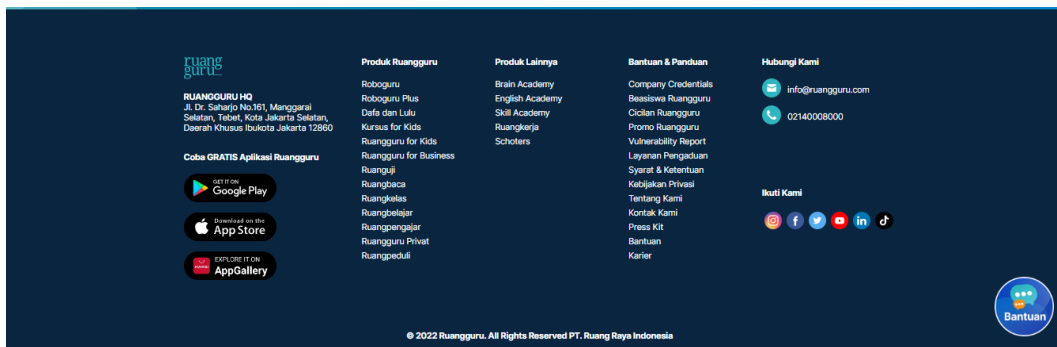 ruang
guru
RUANGGURU HQ
Jl. Dr. Saharjo No.161, Manggarai
Selatan, Tebet, Kota Jakarta Selatan,
Daerah Khusus Ibukota Jakarta 12860
Coba GRATIS Aplikasi Ruangguru
GET IT ON
Google Play
Download on the
App Store
EXPLORE IT ON
AppGallery
Produk Ruangguru
Roboguru
Roboguru Plus
Dafa dan Lulu
Kursus for Kids
Ruangguru for Kids
Ruangguru for Business
Ruanguji
Ruangbaca
Ruangkelas
Ruangbelajar
Ruangpengajar
Ruangguru Privat
Ruangpeduli
Produk Lainnya
Brain Academy
English Academy
Skill Academy
Ruangkerja
Schoters
Bantuan & Panduan
Company Credentials
Beasiswa Ruangguru
Cicilan Ruangguru
Promo Ruangguru
Vulnerability Report
Layanan Pengaduan
Syarat & Ketentuan
Kebijakan Privasi
Tentang Kami
Kontak Kami
Press Kit
Bantuan
Karier
Hubungi Kami
info@ruangguru.com
02140008000
Ikuti Kami
Bantuan
© 2022 Ruangguru. All Rights Reserved PT. Ruang Raya Indonesia